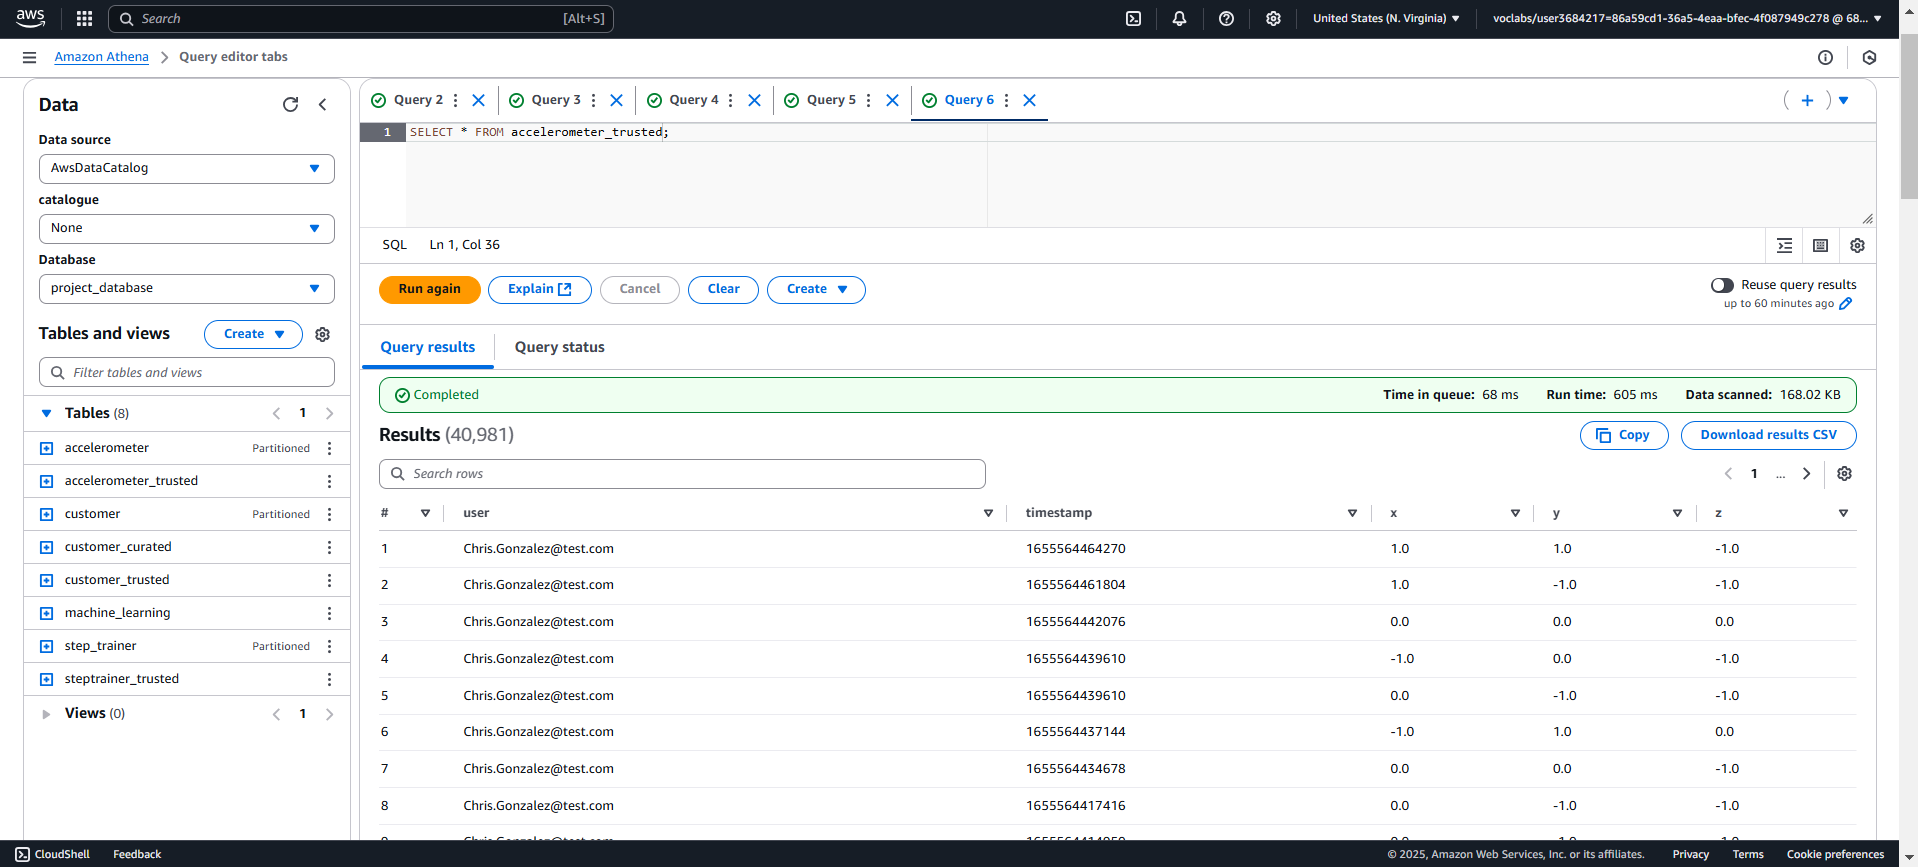 aws
Search [Alt+S]
United States (N. Virginia)
voclabs/user3684217=86a59cd1-36a5-4eaa-bfec-4f087949c278 @ 68...
Amazon Athena > Query editor tabs
Data
Data source
AwsDataCatalog
catalogue
None
Database
project_database
Tables and views
Create
Filter tables and views
Tables (8)
1
accelerometer Partitioned
accelerometer_trusted
customer Partitioned
customer_curated
customer_trusted
machine_learning
step_trainer Partitioned
steptrainer_trusted
Views (0)
1
Query 2
Query 3
Query 4
Query 5
Query 6
1 SELECT * FROM accelerometer_trusted;
SQL Ln 1, Col 36
Run again
Explain
Cancel
Clear
Create
Reuse query results
up to 60 minutes ago
Query results
Query status
Completed
Time in queue: 68 ms
Run time: 605 ms
Data scanned: 168.02 KB
Results (40,981)
Copy
Download results CSV
Search rows
1 ...
# user timestamp x y z
1 Chris.Gonzalez@test.com 1655564464270 1.0 1.0 -1.0
2 Chris.Gonzalez@test.com 1655564461804 1.0 -1.0 -1.0
3 Chris.Gonzalez@test.com 1655564442076 0.0 0.0 0.0
4 Chris.Gonzalez@test.com 1655564439610 -1.0 0.0 -1.0
5 Chris.Gonzalez@test.com 1655564439610 0.0 -1.0 -1.0
6 Chris.Gonzalez@test.com 1655564437144 -1.0 1.0 0.0
7 Chris.Gonzalez@test.com 1655564434678 0.0 0.0 -1.0
8 Chris.Gonzalez@test.com 1655564417416 0.0 -1.0 -1.0
CloudShell
Feedback
© 2025, Amazon Web Services, Inc. or its affiliates.
Privacy
Terms
Cookie preferences